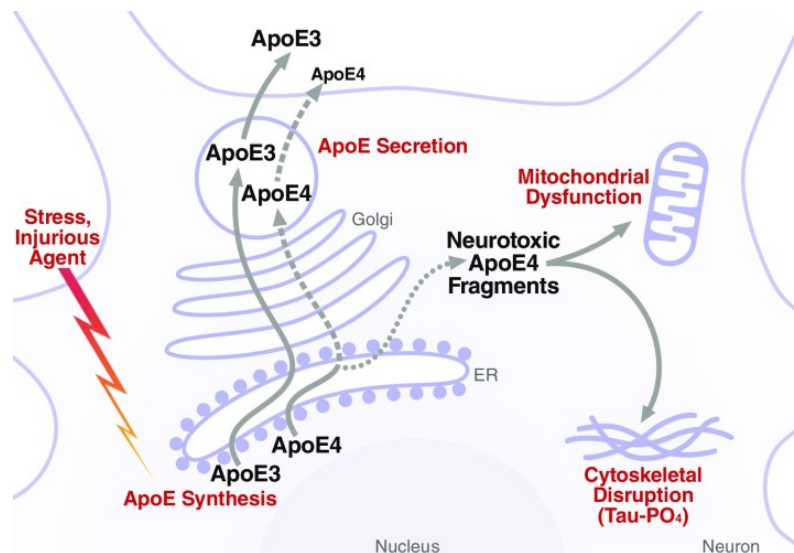 ApoE3
ApoE4
ApoE3
ApoE Secretion
ApoE4
Golgi
Stress,
Injurious
Agent
Mitochondrial
Dysfunction
Neurotoxic
ApoE4
Fragments
ER
ApoE4
ApoE3
ApoE Synthesis
Cytoskeletal
Disruption
(Tau-PO₄)
Nucleus
Neuron